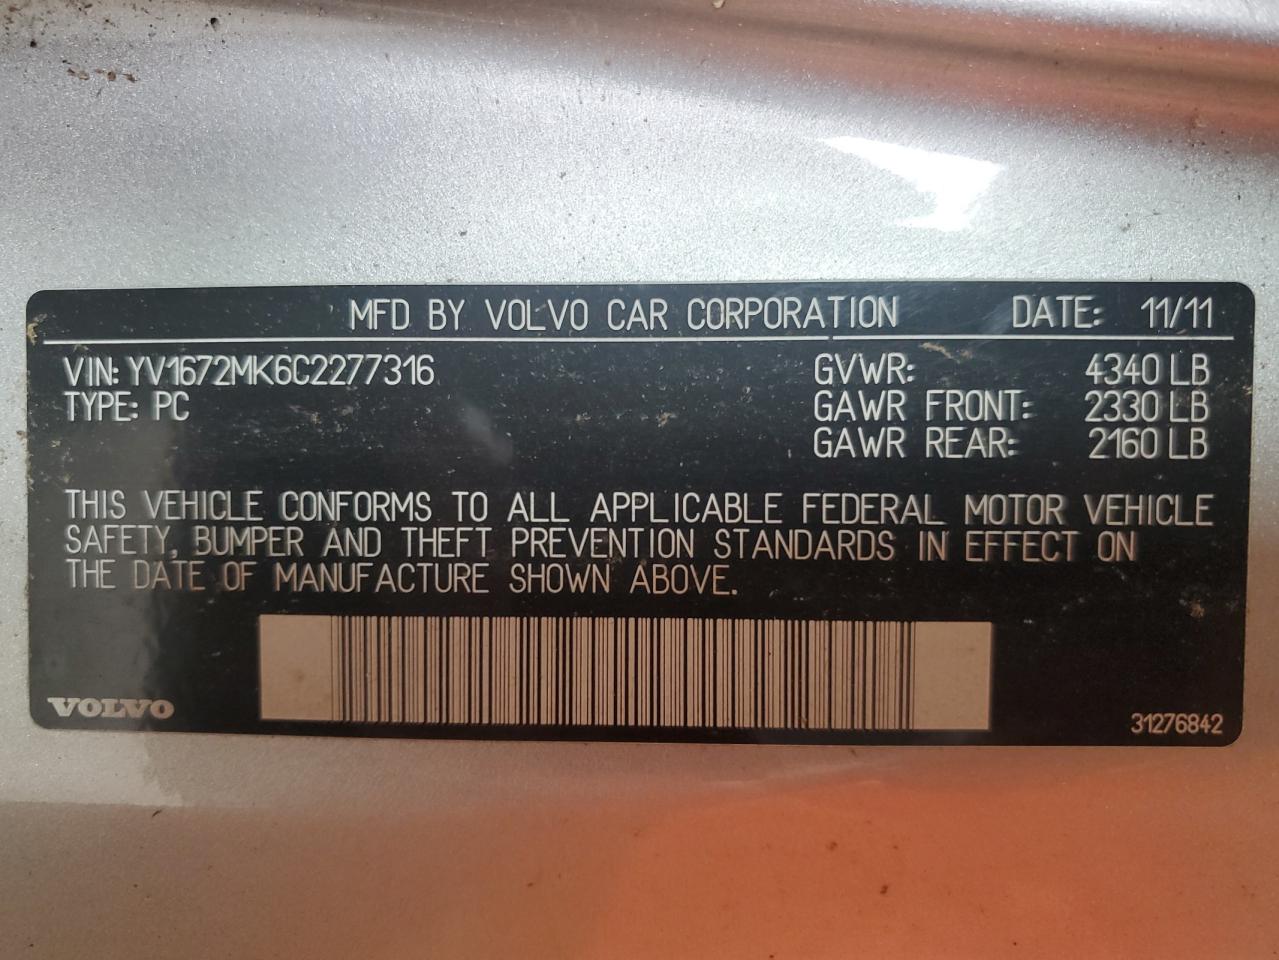 MFD BY VOLVO CAR CORPORATION DATE: 11/11
VIN: YV1672MK6C2277316 GVWR: 4340 LB
TYPE: PC GAWR FRONT: 2330 LB
GAWR REAR: 2160 LB
THIS VEHICLE CONFORMS TO ALL APPLICABLE FEDERAL MOTOR VEHICLE
SAFETY, BUMPER AND THEFT PREVENTION STANDARDS IN EFFECT ON
THE DATE OF MANUFACTURE SHOWN ABOVE.
VOLVO 31276842